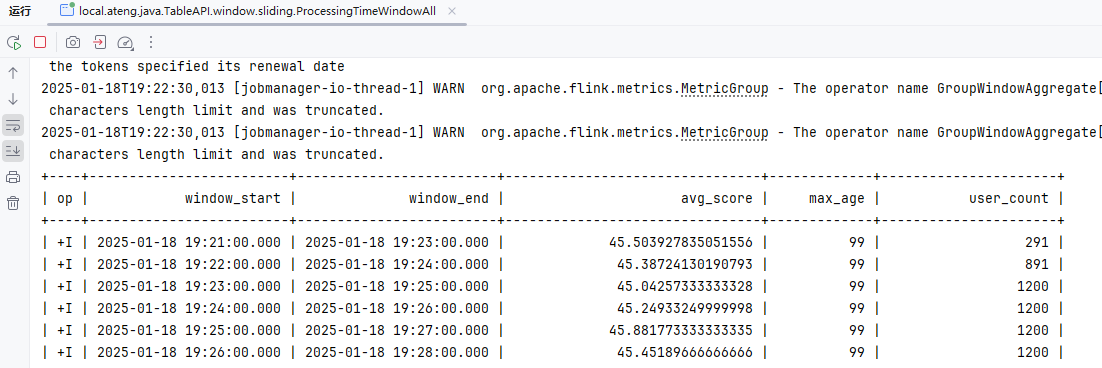 运行 local.ateng.java.TableAPI.window.sliding.ProcessingTimeWindowAll
the tokens specified its renewal date
2025-01-18T19:22:30,013 [jobmanager-io-thread-1] WARN  org.apache.flink.metrics.MetricGroup - The operator name GroupWindowAggregate[
characters length limit and was truncated.
2025-01-18T19:22:30,013 [jobmanager-io-thread-1] WARN  org.apache.flink.metrics.MetricGroup - The operator name GroupWindowAggregate[
characters length limit and was truncated.
+----+-------------------------+-------------------------+--------------------------------+-------------+----------------------+
| op |            window_start |              window_end |                      avg_score |     max_age |           user_count |
+----+-------------------------+-------------------------+--------------------------------+-------------+----------------------+
| +I | 2025-01-18 19:21:00.000 | 2025-01-18 19:23:00.000 |             45.503927835051556 |          99 |                  291 |
| +I | 2025-01-18 19:22:00.000 | 2025-01-18 19:24:00.000 |              45.38724130190793 |          99 |                  891 |
| +I | 2025-01-18 19:23:00.000 | 2025-01-18 19:25:00.000 |              45.04257333333328 |          99 |                 1200 |
| +I | 2025-01-18 19:24:00.000 | 2025-01-18 19:26:00.000 |              45.24933249999998 |          99 |                 1200 |
| +I | 2025-01-18 19:25:00.000 | 2025-01-18 19:27:00.000 |             45.881773333333335 |          99 |                 1200 |
| +I | 2025-01-18 19:26:00.000 | 2025-01-18 19:28:00.000 |              45.45189666666666 |          99 |                 1200 |